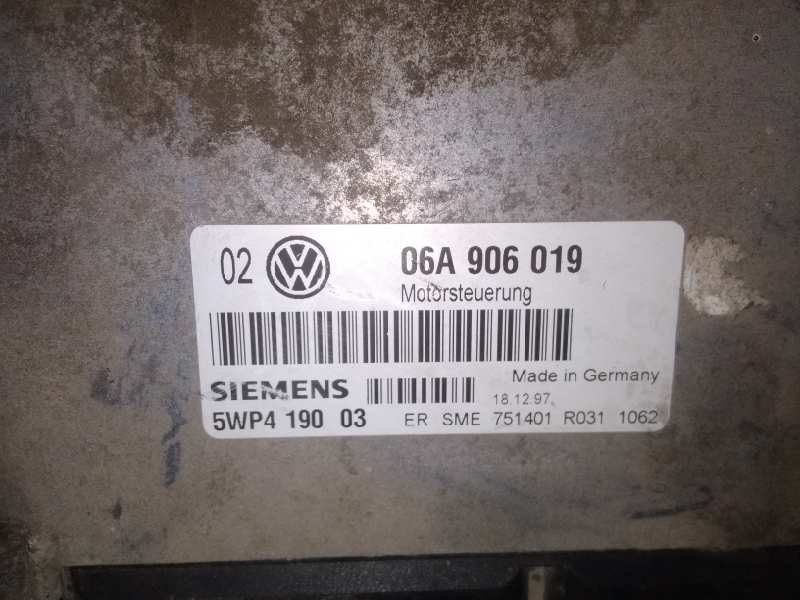 02 VW 06A 906 019
Motorsteuerung
Made in Germany
SIEMENS 18.12.97
5WP4 190 03 ER SME 751401 R031 1062